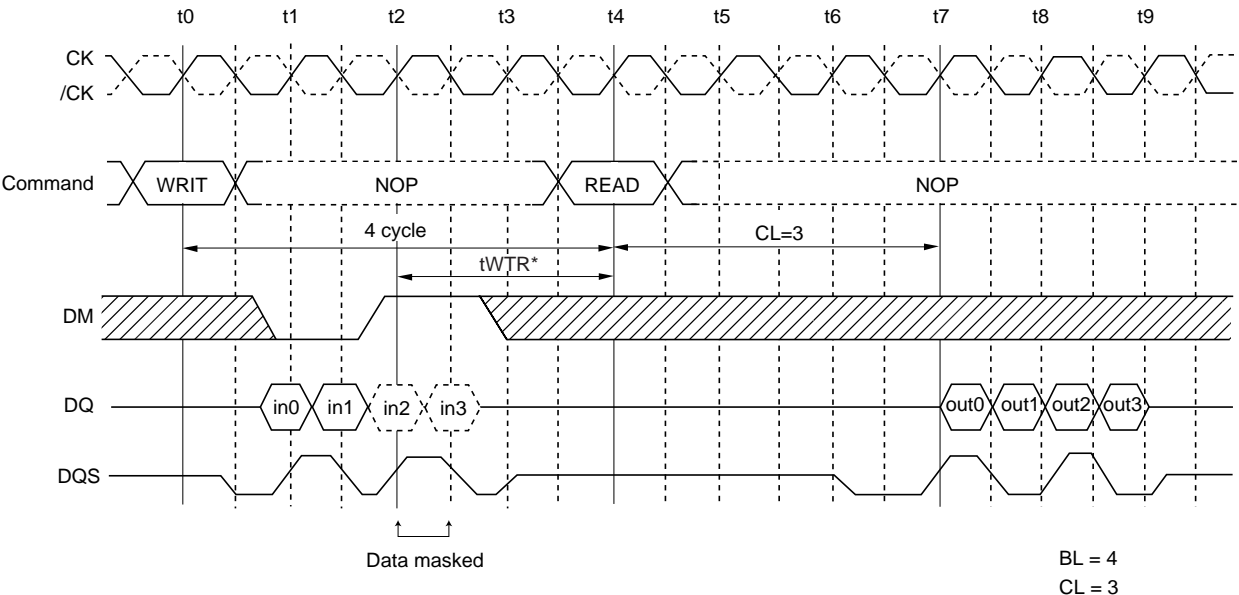 t0 t1 t2 t3 t4 t5 t6 t7 t8 t9
CK
/CK
Command WRIT NOP READ NOP
4 cycle CL=3
tWTR*
DM
DQ in0 in1 in2 in3 out0 out1 out2 out3
DQS
Data masked
BL = 4
CL = 3